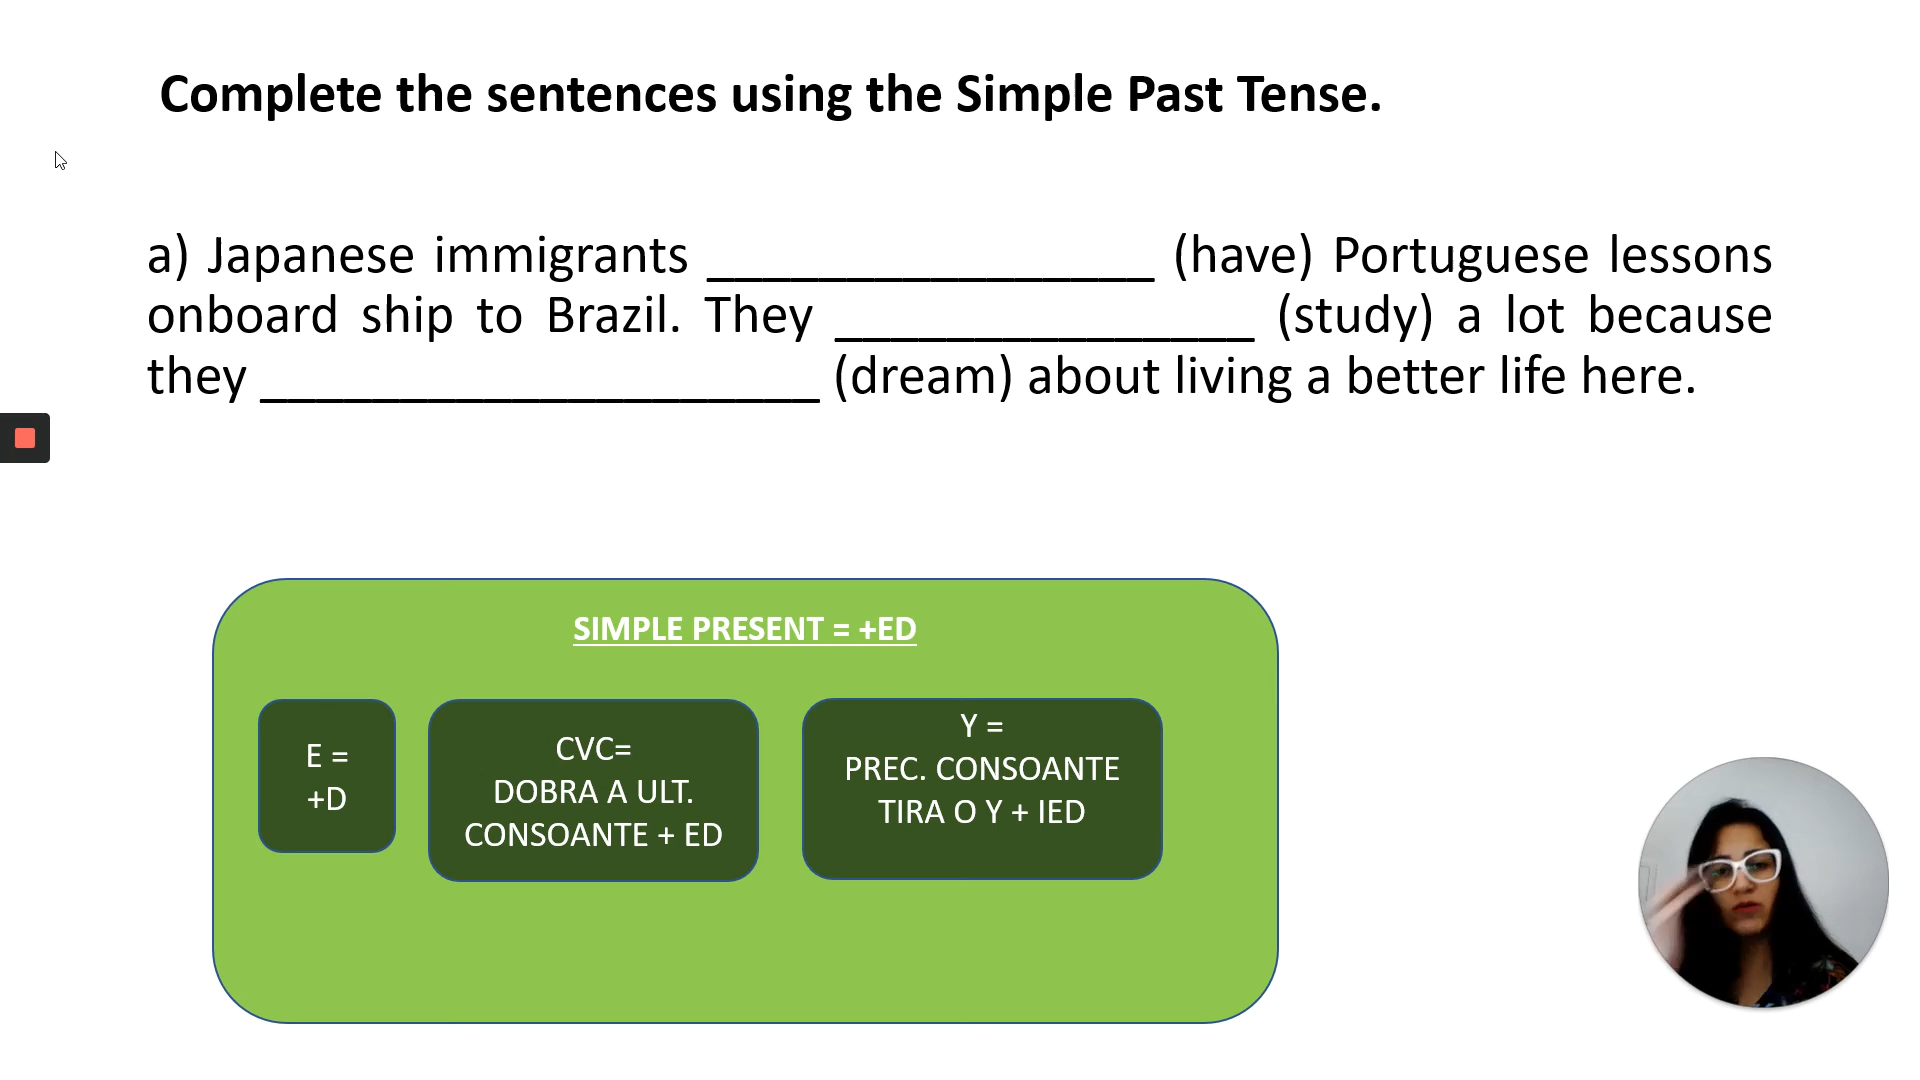 Complete the sentences using the Simple Past Tense.
a) Japanese immigrants ________________ (have) Portuguese lessons
onboard ship to Brazil. They _______________ (study) a lot because
they ____________________ (dream) about living a better life here.
SIMPLE PRESENT = +ED
E =
+D
CVC=
DOBRA A ULT.
CONSOANTE + ED
Y =
PREC. CONSOANTE
TIRA O Y + IED